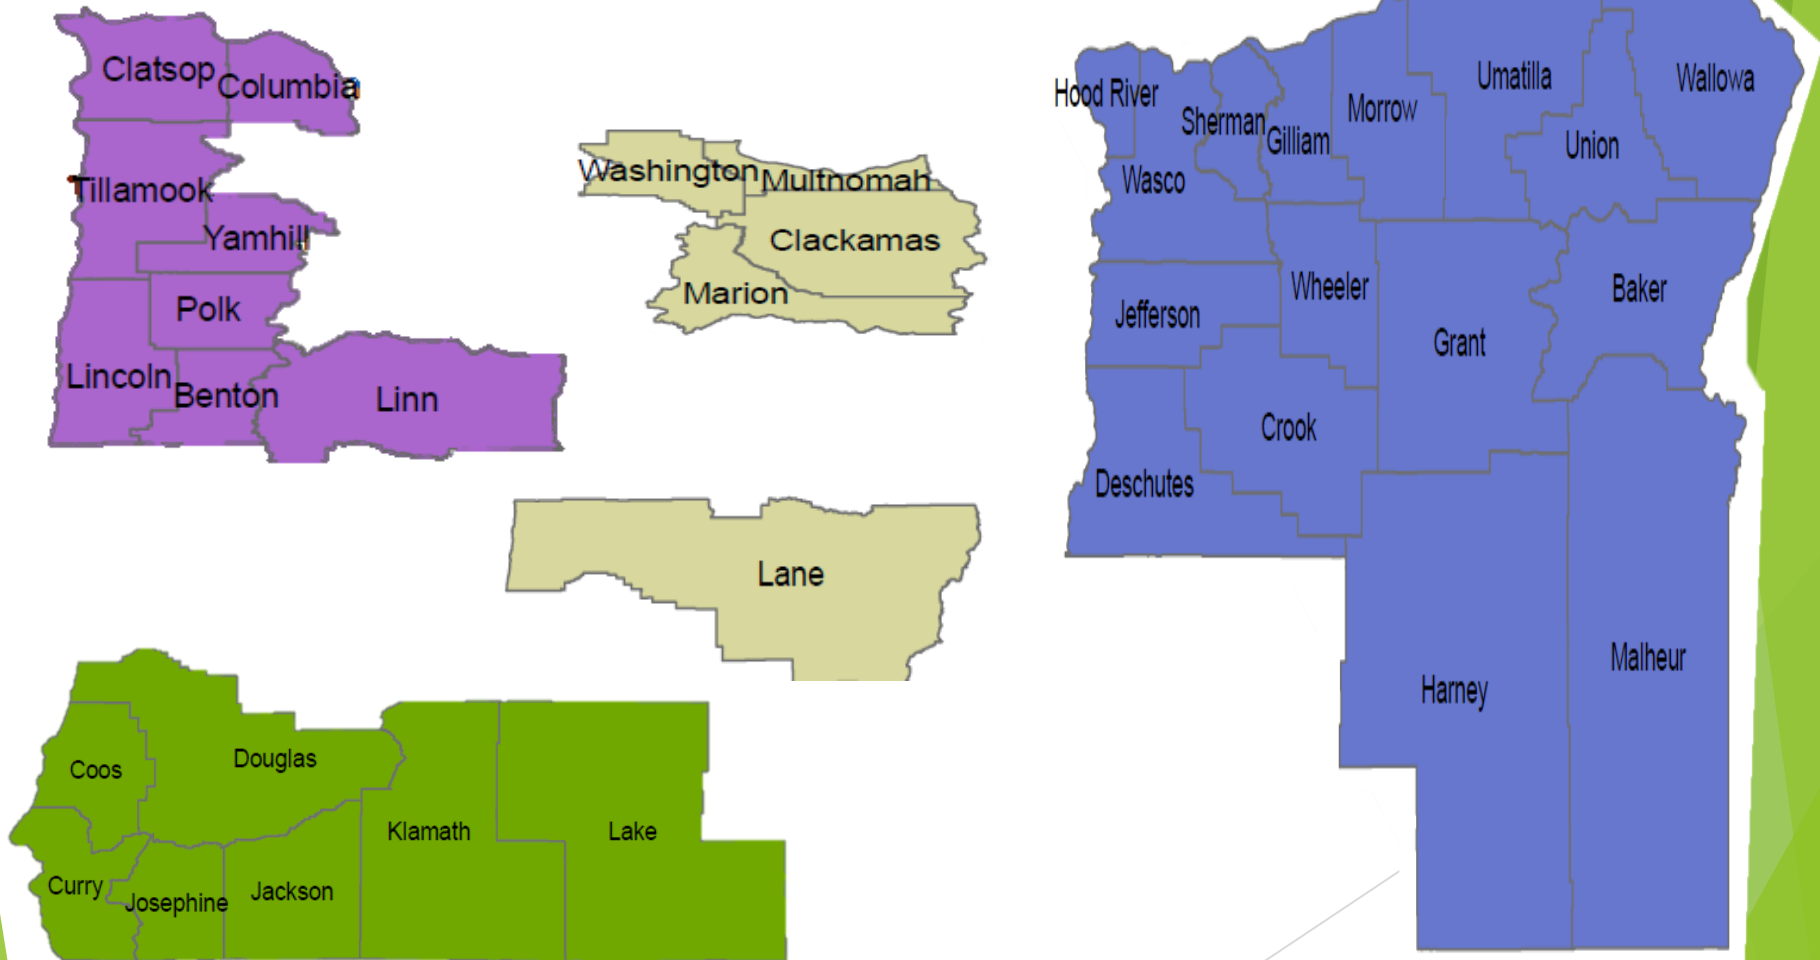 Clatsop
Columbia
Tillamook
Yamhill
Polk
Lincoln
Benton
Linn
Washington
Multnomah
Clackamas
Marion
Lane
Coos
Douglas
Curry
Josephine
Jackson
Klamath
Lake
Hood River
Wasco
Sherman
Gilliam
Morrow
Umatilla
Union
Wallowa
Jefferson
Wheeler
Grant
Baker
Crook
Deschutes
Harney
Malheur